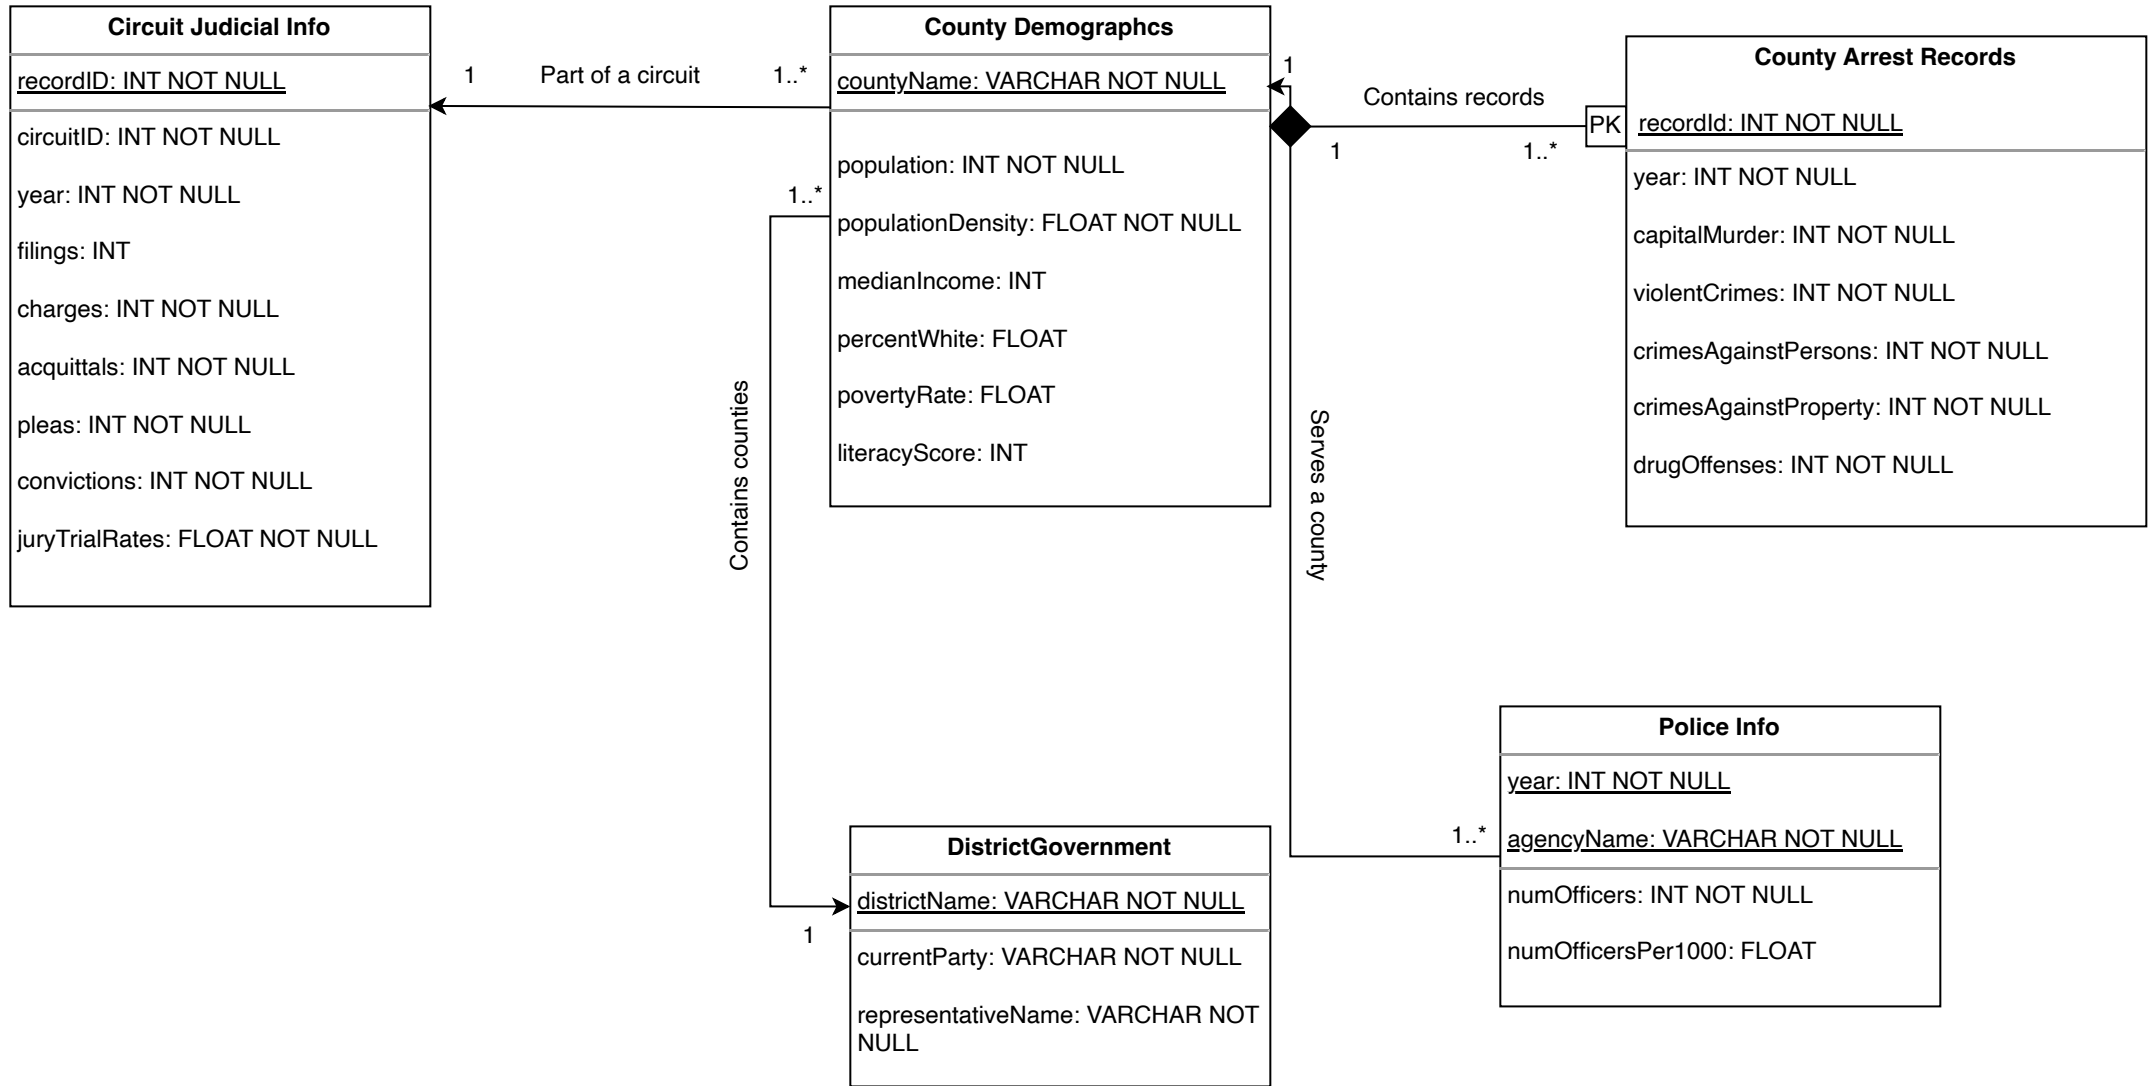 Circuit Judicial Info
recordID: INT NOT NULL
circuitID: INT NOT NULL
year: INT NOT NULL
filings: INT
charges: INT NOT NULL
acquittals: INT NOT NULL
pleas: INT NOT NULL
convictions: INT NOT NULL
juryTrialRates: FLOAT NOT NULL
1
Part of a circuit
1..*
County Demographcs
countyName: VARCHAR NOT NULL
population: INT NOT NULL
populationDensity: FLOAT NOT NULL
medianIncome: INT
percentWhite: FLOAT
povertyRate: FLOAT
literacyScore: INT
1..*
Contains counties
1
1
Contains records
1
1..*
PK
County Arrest Records
recordId: INT NOT NULL
year: INT NOT NULL
capitalMurder: INT NOT NULL
violentCrimes: INT NOT NULL
crimesAgainstPersons: INT NOT NULL
crimesAgainstProperty: INT NOT NULL
drugOffenses: INT NOT NULL
Serves a county
1..*
Police Info
year: INT NOT NULL
agencyName: VARCHAR NOT NULL
numOfficers: INT NOT NULL
numOfficersPer1000: FLOAT
DistrictGovernment
districtName: VARCHAR NOT NULL
currentParty: VARCHAR NOT NULL
representativeName: VARCHAR NOT
NULL